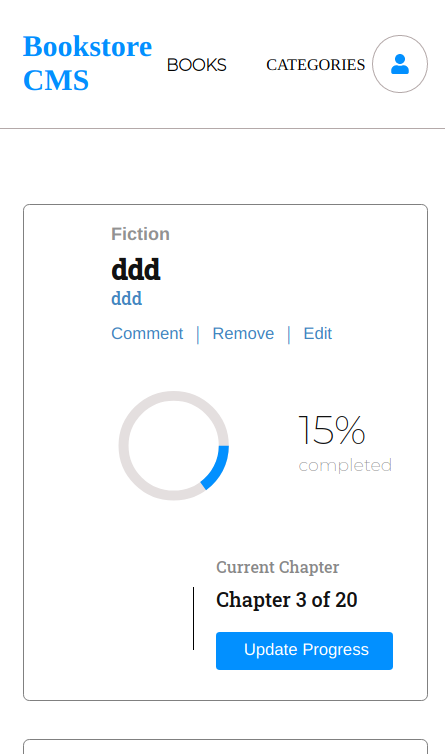 Bookstore
CMS
BOOKS
CATEGORIES
Fiction
ddd
ddd
Comment | Remove | Edit
15%
completed
Current Chapter
Chapter 3 of 20
Update Progress